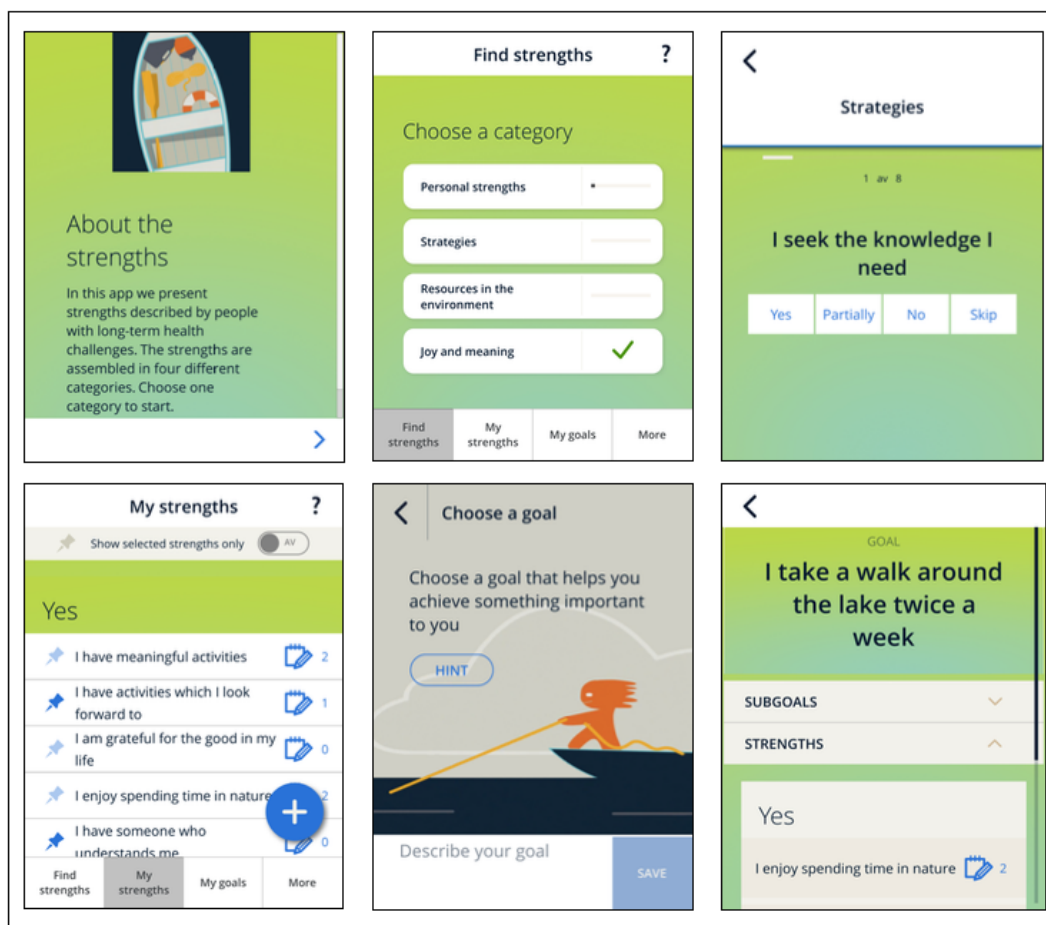 About the
strengths
In this app we present
strengths described by people
with long-term health
challenges. The strengths are
assembled in four different
categories. Choose one
category to start.
Find strengths ?
Choose a category
Personal strengths
Strategies
Resources in the
environment
Joy and meaning
Find
strengths
My
strengths
My goals
More
Strategies
1 av 8
I seek the knowledge I
need
Yes Partially No Skip
My strengths ?
Show selected strengths only AV
Yes
I have meaningful activities 2
I have activities which I look
forward to 1
I am grateful for the good in my
life 0
I enjoy spending time in nature 2
+
I have someone who
understands me 0
Find
strengths
My
strengths
My goals
More
Choose a goal
Choose a goal that helps you
achieve something important
to you
HINT
Describe your goal
SAVE
GOAL
I take a walk around
the lake twice a
week
SUBGOALS
STRENGTHS
Yes
I enjoy spending time in nature 2